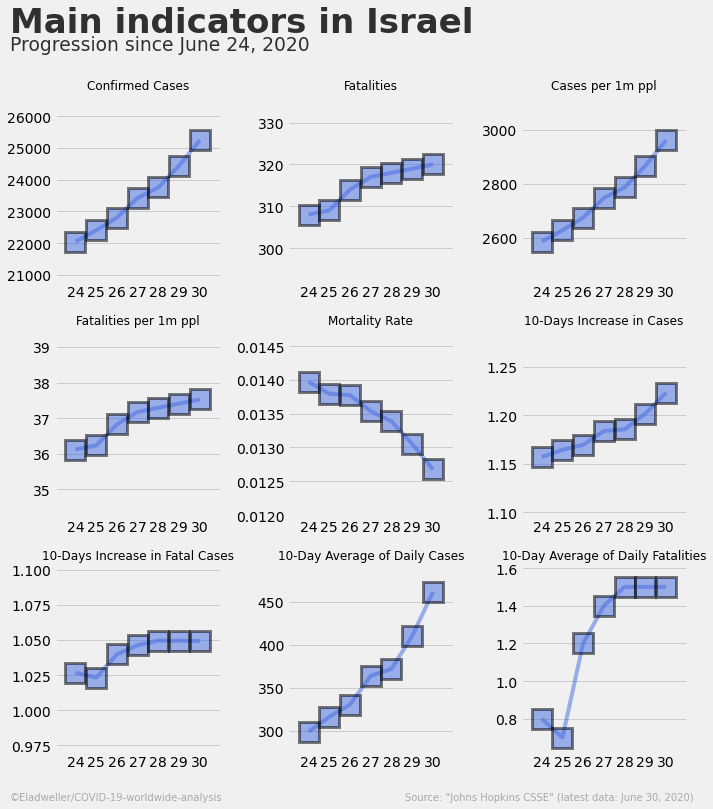 Main indicators in Israel
Progression since June 24, 2020
Confirmed Cases
26000
25000
24000
23000
22000
21000
24 25 26 27 28 29 30
Fatalities
330
320
310
300
24 25 26 27 28 29 30
Cases per 1m ppl
3000
2800
2600
24 25 26 27 28 29 30
Fatalities per 1m ppl
39
38
37
36
35
24 25 26 27 28 29 30
Mortality Rate
0.0145
0.0140
0.0135
0.0130
0.0125
0.0120
24 25 26 27 28 29 30
10-Days Increase in Cases
1.25
1.20
1.15
1.10
24 25 26 27 28 29 30
10-Days Increase in Fatal Cases
1.100
1.075
1.050
1.025
1.000
0.975
24 25 26 27 28 29 30
10-Day Average of Daily Cases
450
400
350
300
24 25 26 27 28 29 30
10-Day Average of Daily Fatalities
1.6
1.4
1.2
1.0
0.8
24 25 26 27 28 29 30
©Eladweller/COVID-19-worldwide-analysis
Source: "Johns Hopkins CSSE" (latest data: June 30, 2020)